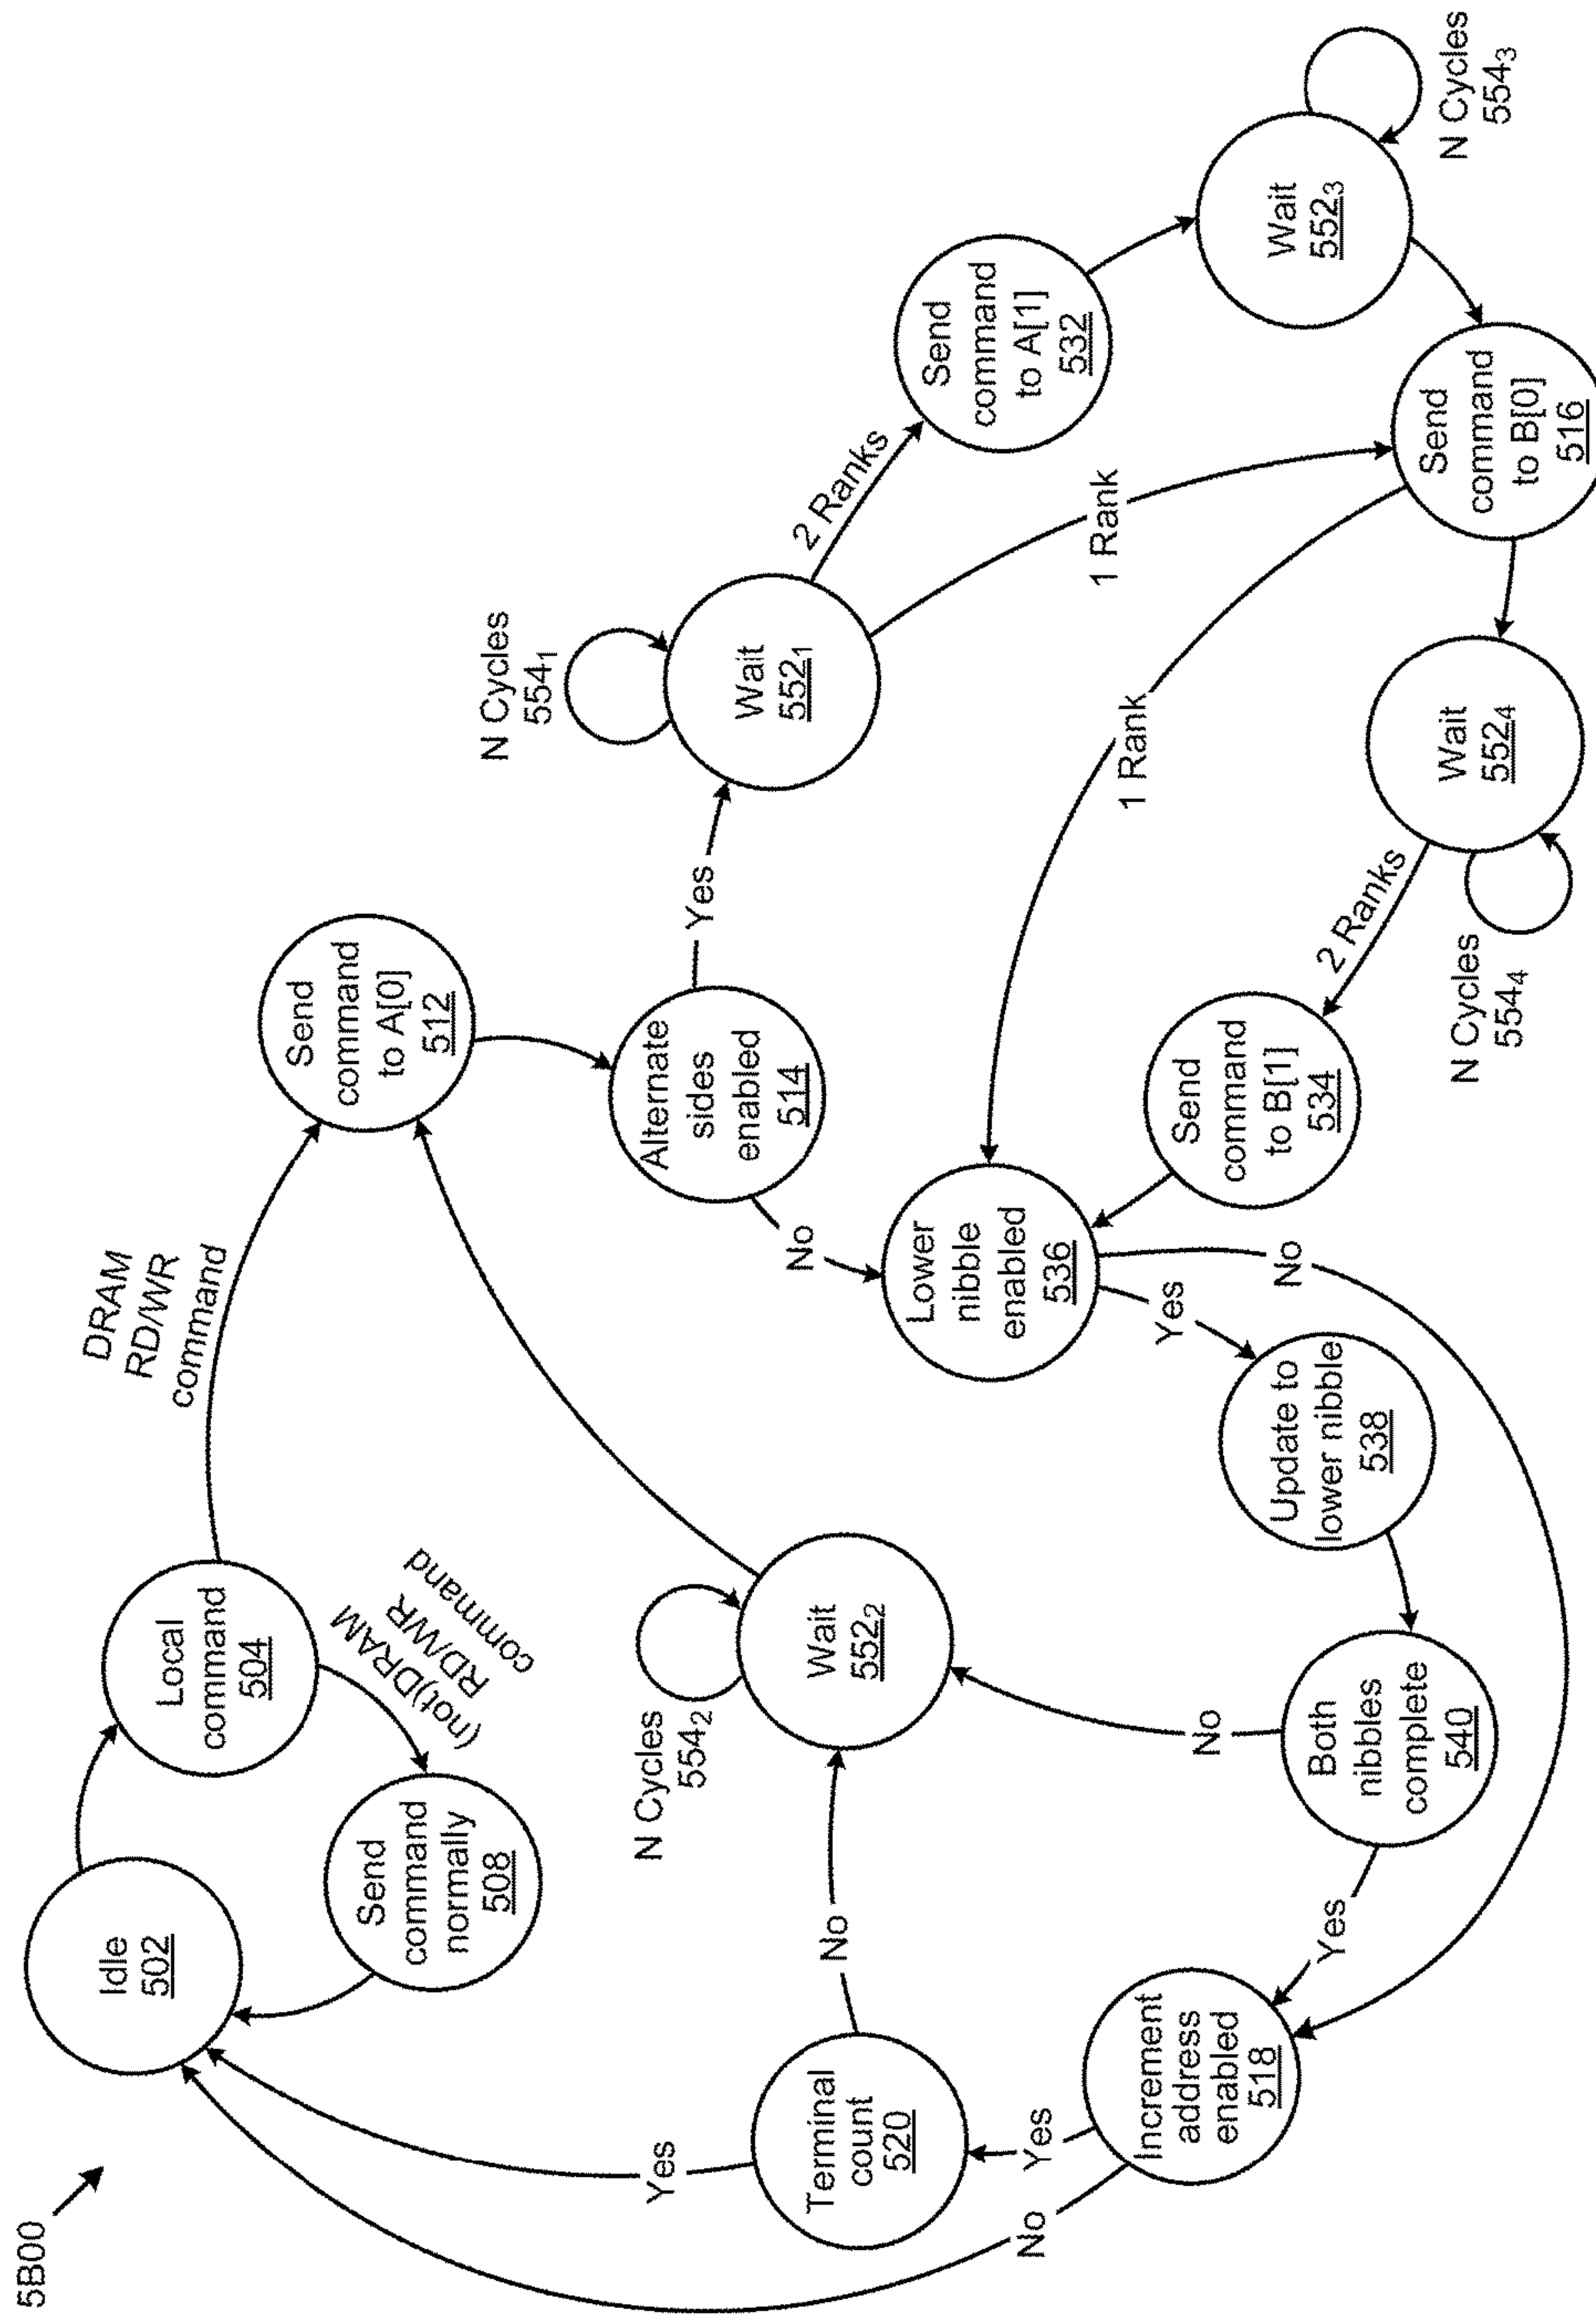 5B00
Idle
502
Local
command
504
DRAM
RD/WR
command
(not)DRAM
RD/WR
command
Send
command
normally
508
Send
command
to A[0]
512
Alternate
sides
enabled
514
Yes
No
N Cycles
554₁
Wait
552₁
2 Ranks
1 Rank
Send
command
to A[1]
532
Wait
552₃
N Cycles
554₃
Send
command
to B[0]
516
1 Rank
Wait
552₄
N Cycles
554₄
2 Ranks
Send
command
to B[1]
534
Lower
nibble
enabled
536
Yes
No
Update to
lower nibble
538
Both
nibbles
complete
540
No
Yes
N Cycles
554₂
Wait
552₂
Increment
address
enabled
518
Yes
No
Terminal
count
520
No
Yes